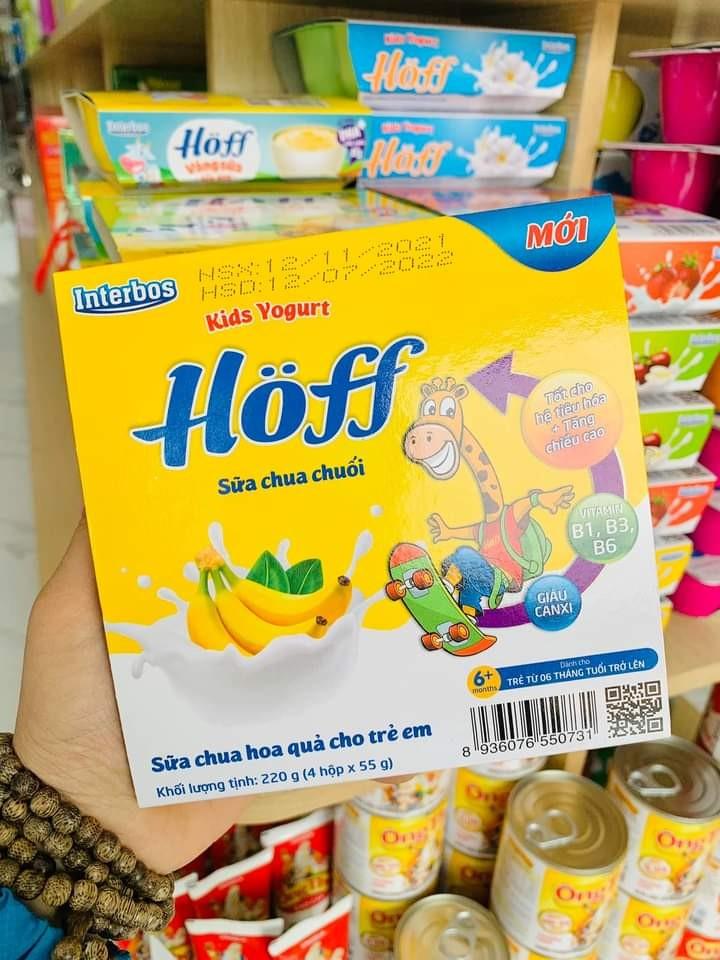 Kids Yogurt
Höff
Interbos
Höff
Váng sữa
Kids Yogurt
Höff
MỚI
Interbos
NSX:12/11/2021
HSD:12/07/2022
Kids Yogurt
Höff
Sữa chua chuối
Tốt cho
hệ tiêu hóa
+ Tăng
chiều cao
VITAMIN
B1, B3,
B6
GIÀU
CANXI
6+
months
Dành cho
TRẺ TỪ 06 THÁNG TUỔI TRỞ LÊN
Sữa chua hoa quả cho trẻ em
Khối lượng tịnh: 220 g (4 hộp x 55 g)
8 936076 550731